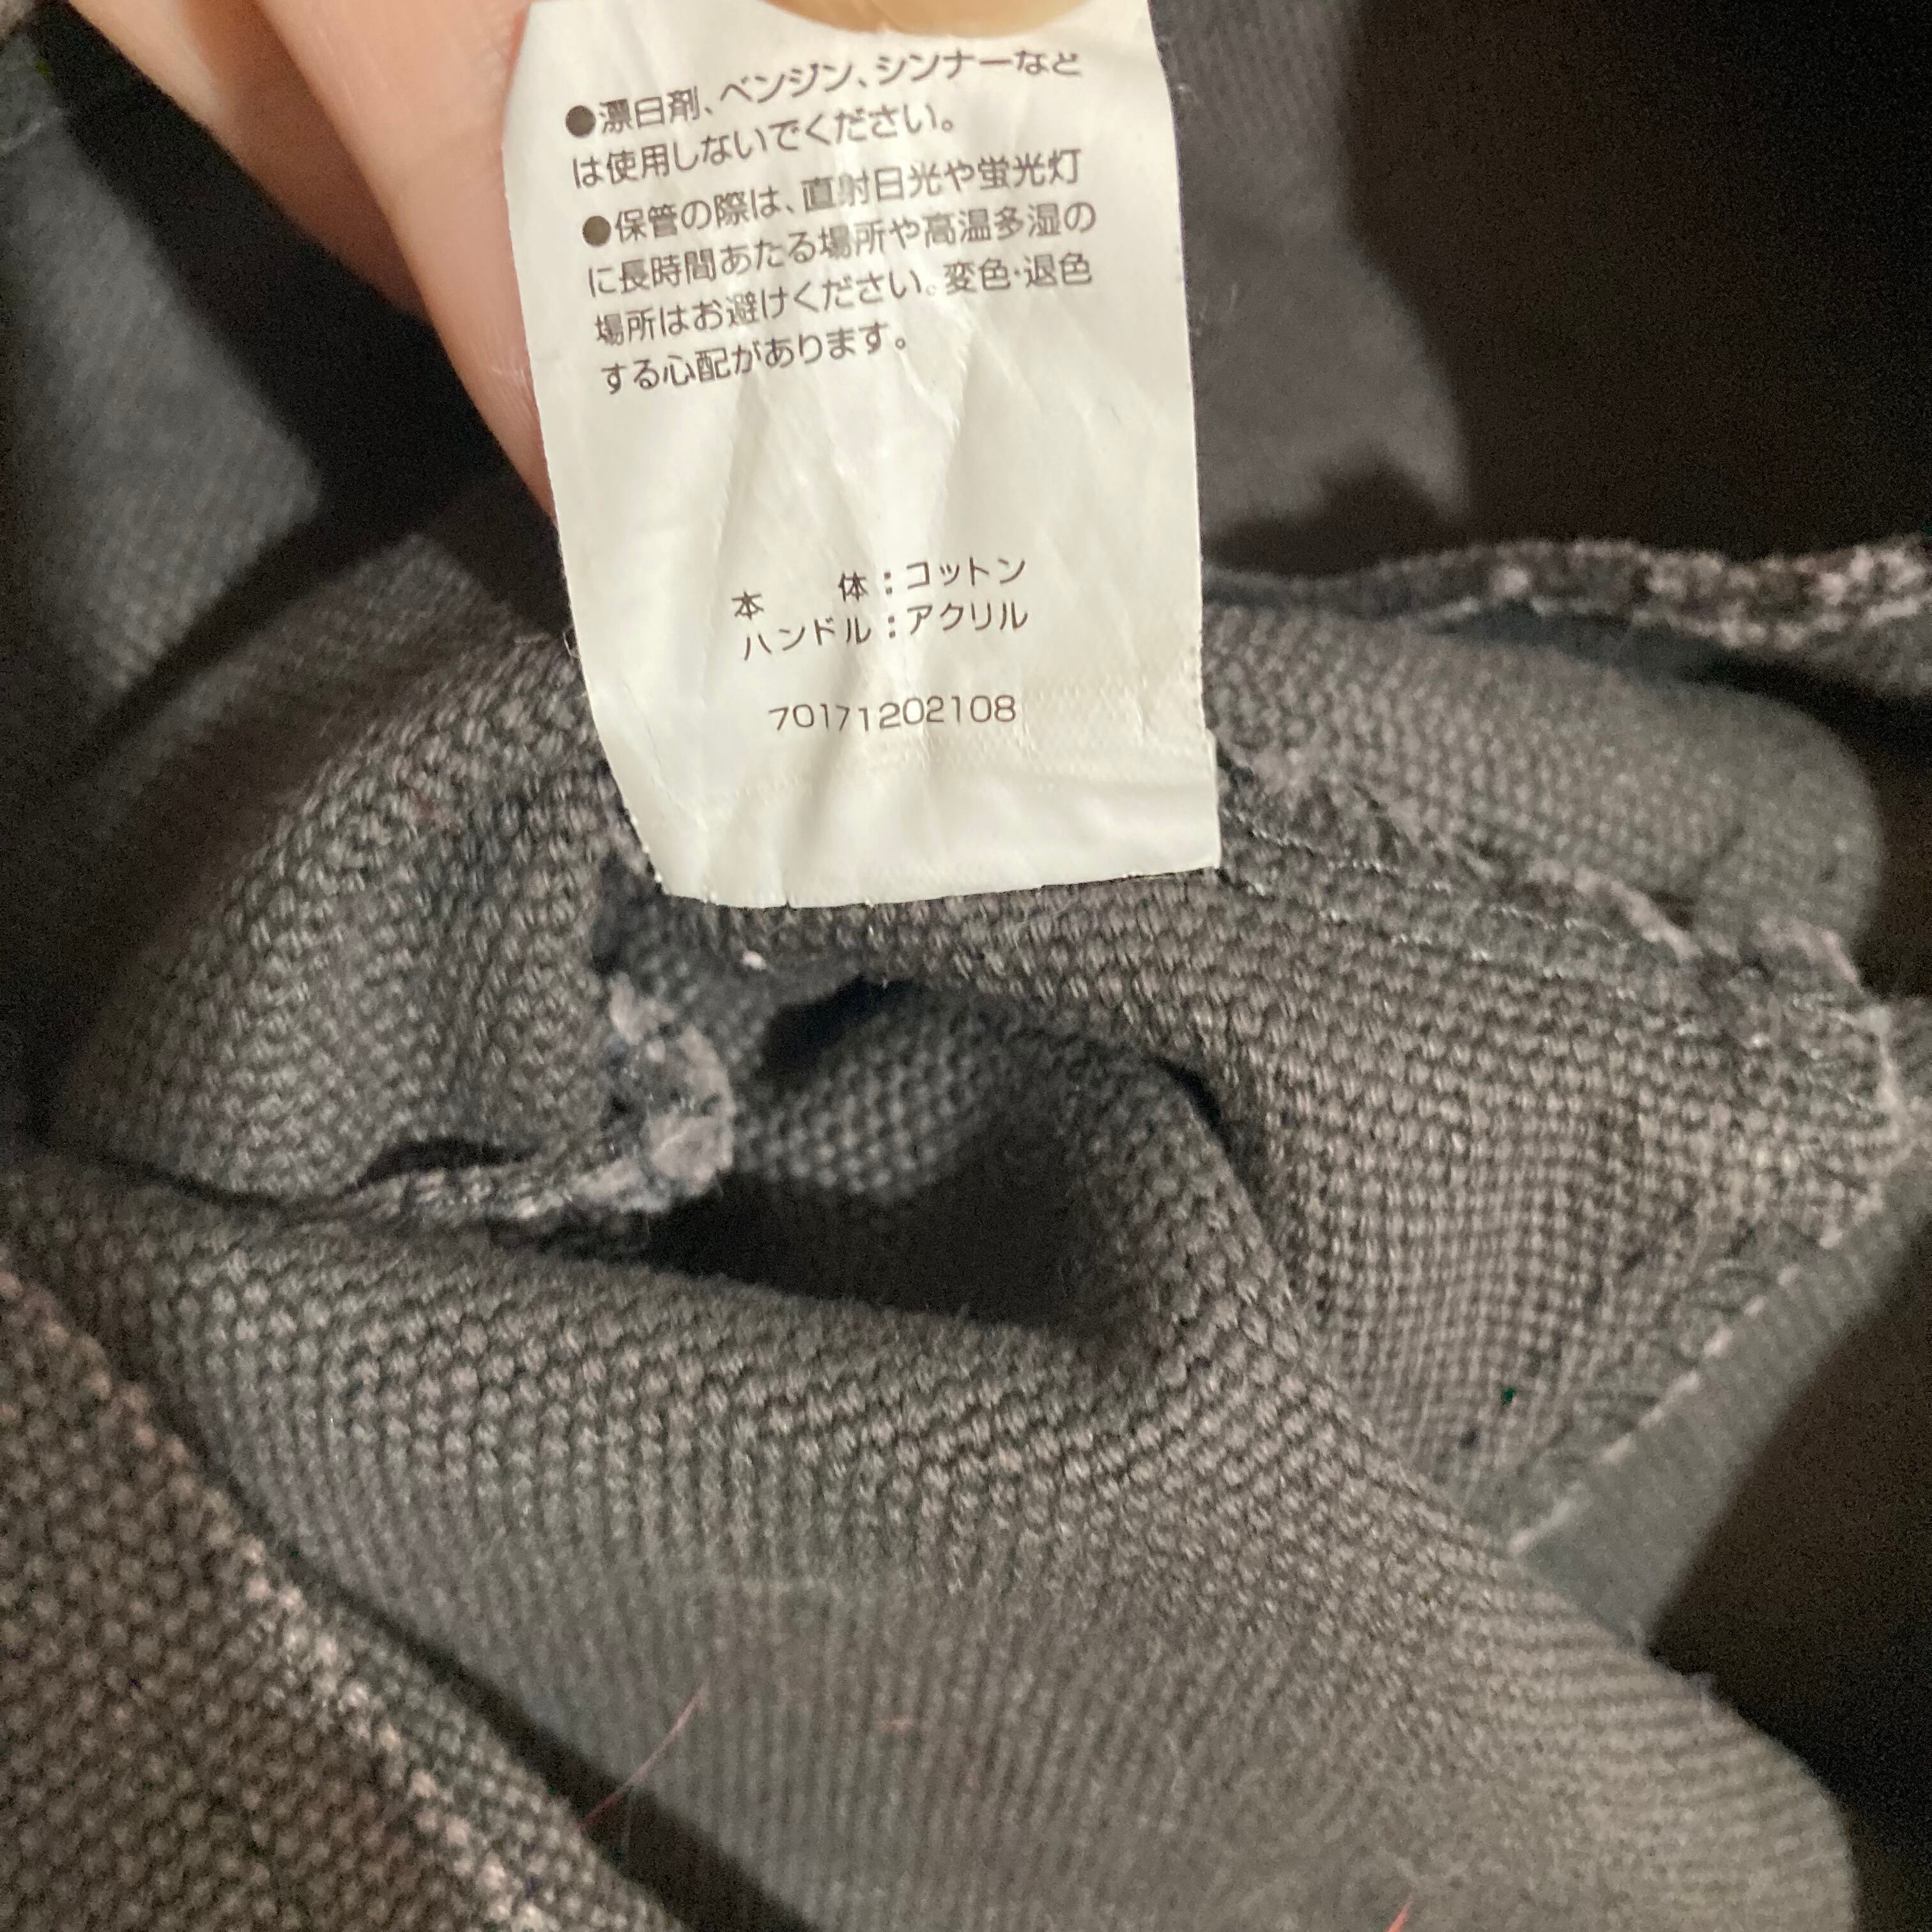 ●漂白剤、ベンジン、シンナーなど
は使用しないでください。
●保管の際は、直射日光や蛍光灯
に長時間あたる場所や高温多湿の
場所はお避けください。変色・退色
する心配があります。
本　体：コットン
ハンドル：アクリル
70171202108